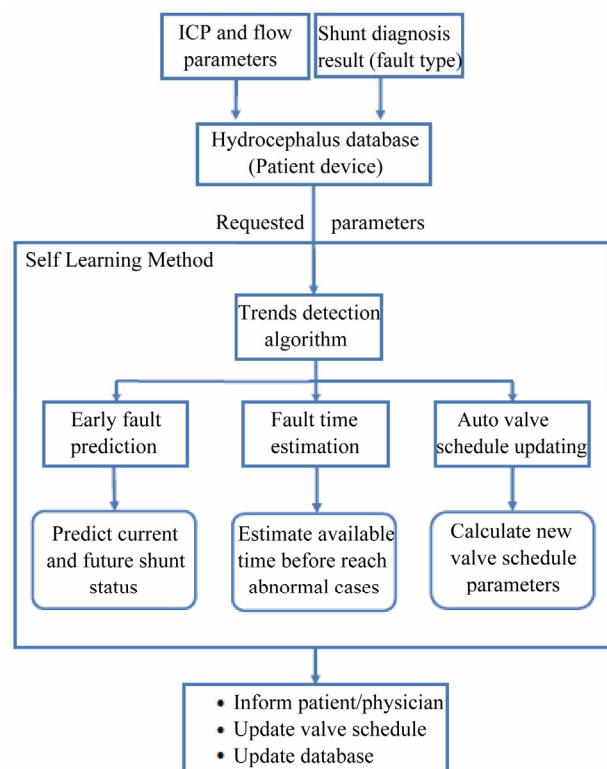 ICP and flow
parameters
Shunt diagnosis
result (fault type)
Hydrocephalus database
(Patient device)
Requested parameters
Self Learning Method
Trends detection
algorithm
Early fault
prediction
Fault time
estimation
Auto valve
schedule updating
Predict current
and future shunt
status
Estimate available
time before reach
abnormal cases
Calculate new
valve schedule
parameters
• Inform patient/physician
• Update valve schedule
• Update database